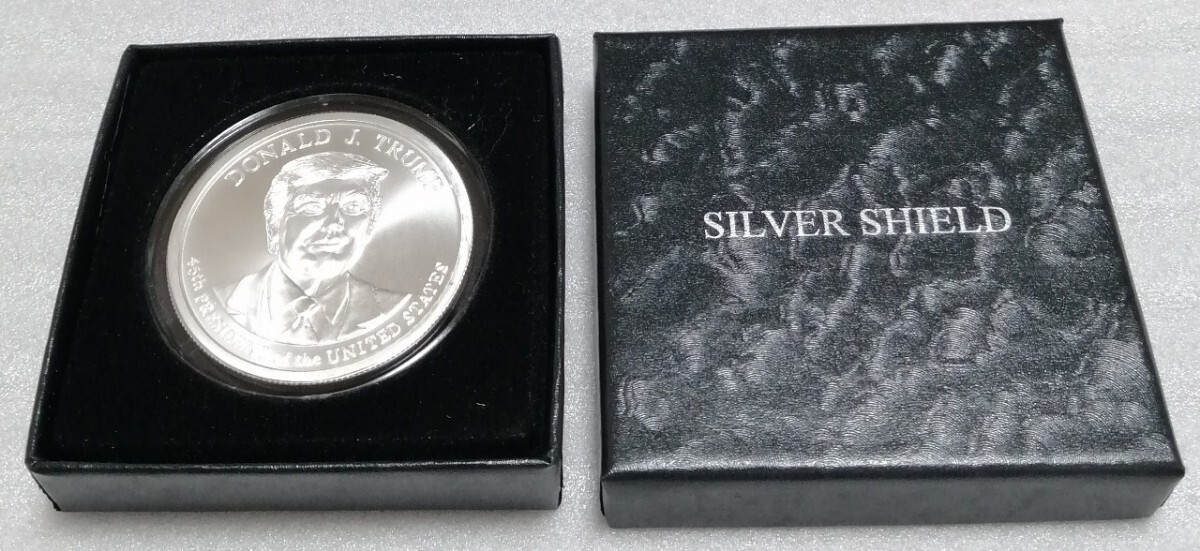 DONALD J. TRUMP
45th PRESIDENT of the UNITED STATES
SILVER SHIELD